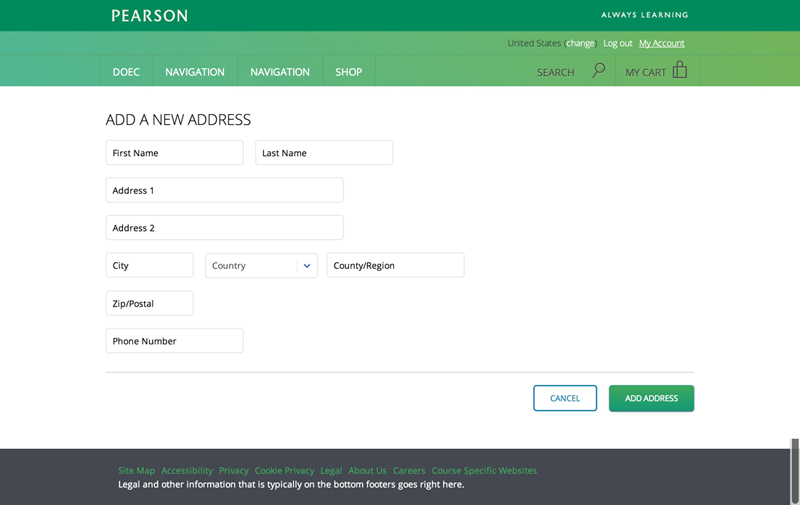 PEARSON
ALWAYS LEARNING
United States (change) Log out My Account
DOEC NAVIGATION NAVIGATION SHOP SEARCH MY CART
ADD A NEW ADDRESS
First Name Last Name
Address 1
Address 2
City Country County/Region
Zip/Postal
Phone Number
CANCEL ADD ADDRESS
Site Map Accessibility Privacy Cookie Privacy Legal About Us Careers Course Specific Websites
Legal and other information that is typically on the bottom footers goes right here.